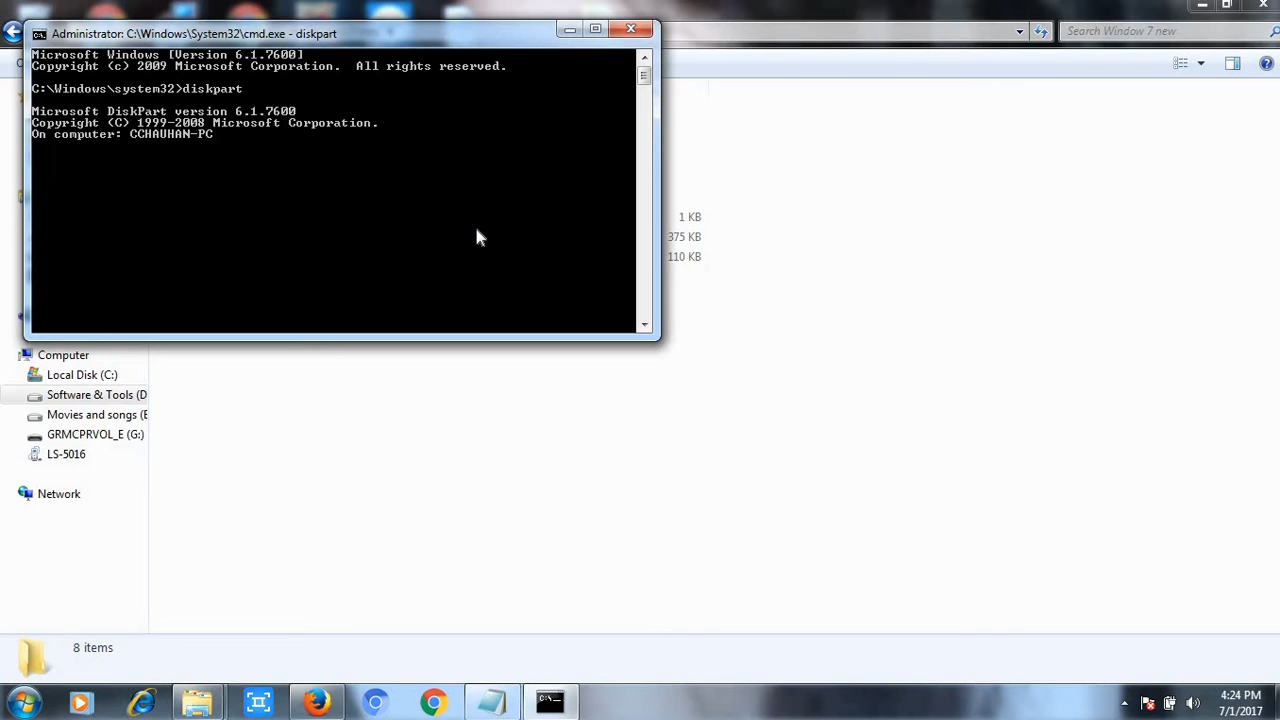 Administrator: C:\Windows\System32\cmd.exe - diskpart
Search Window 7 new
Microsoft Windows [Version 6.1.7600]
Copyright (c) 2009 Microsoft Corporation.  All rights reserved.
C:\Windows\system32>diskpart
Microsoft DiskPart version 6.1.7600
Copyright (C) 1999-2008 Microsoft Corporation.
On computer: CCHAUHAN-PC
1 KB
375 KB
110 KB
Computer
Local Disk (C:)
Software & Tools (D
Movies and songs (E
GRMCPRVOL_E (G:)
LS-5016
Network
8 items
4:24 PM
7/1/2017